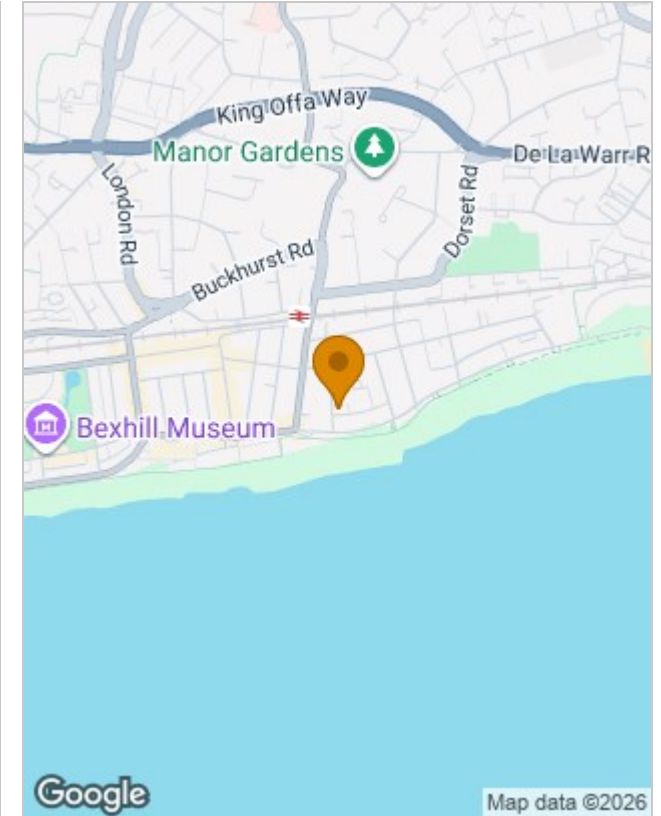 King Offa Way
Manor Gardens
De La Warr R
London Rd
Dorset Rd
Buckhurst Rd
Bexhill Museum
Google
Map data ©2026